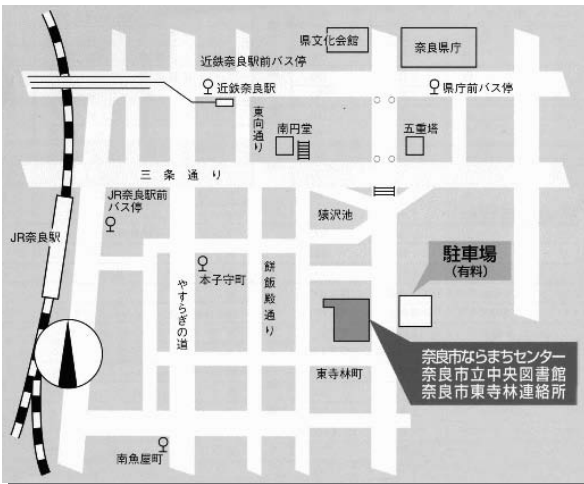 県文化会館
奈良県庁
近鉄奈良駅前バス停
近鉄奈良駅
県庁前バス停
東向通り
南円堂
五重塔
三条通り
JR奈良駅前
バス停
猿沢池
JR奈良駅
駐車場
(有料)
本子守町
やすらぎの道
餅飯殿通り
奈良市ならまちセンター
奈良市立中央図書館
奈良市東寺林連絡所
東寺林町
南魚屋町